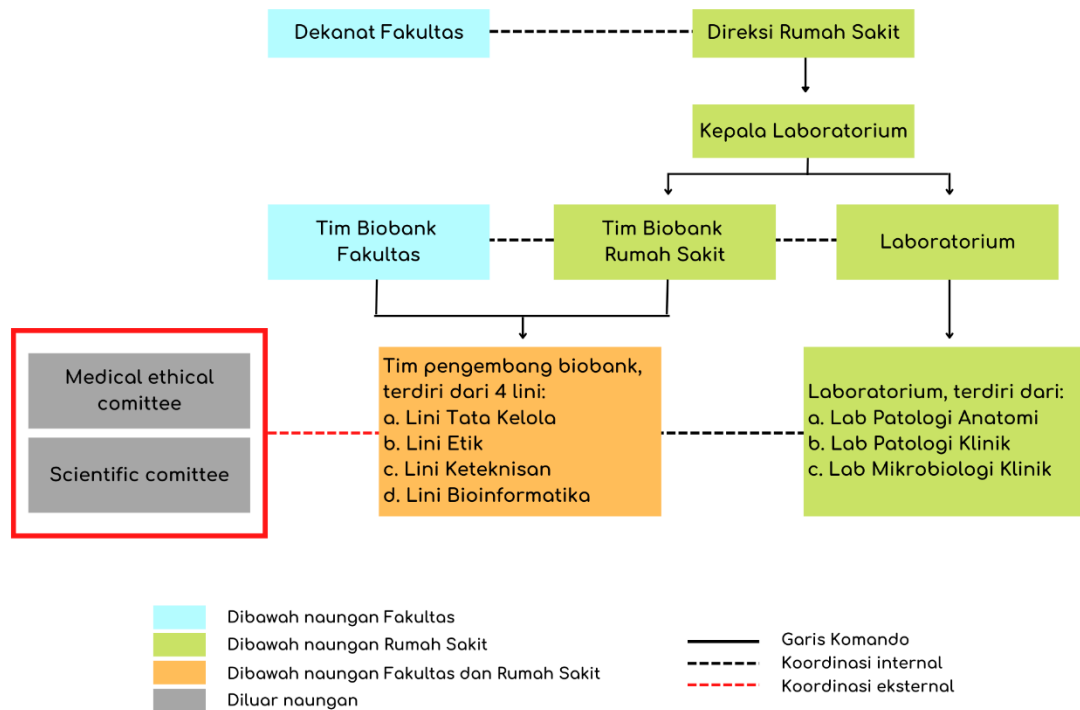 Dekanat Fakultas
Direksi Rumah Sakit
Kepala Laboratorium
Tim Biobank
Fakultas
Tim Biobank
Rumah Sakit
Laboratorium
Medical ethical
comittee
Scientific comittee
Tim pengembang biobank,
terdiri dari 4 lini:
a. Lini Tata Kelola
b. Lini Etik
c. Lini Keteknisan
d. Lini Bioinformatika
Laboratorium, terdiri dari:
a. Lab Patologi Anatomi
b. Lab Patologi Klinik
c. Lab Mikrobiologi Klinik
Dibawah naungan Fakultas
Dibawah naungan Rumah Sakit
Dibawah naungan Fakultas dan Rumah Sakit
Diluar naungan
Garis Komando
Koordinasi internal
Koordinasi eksternal